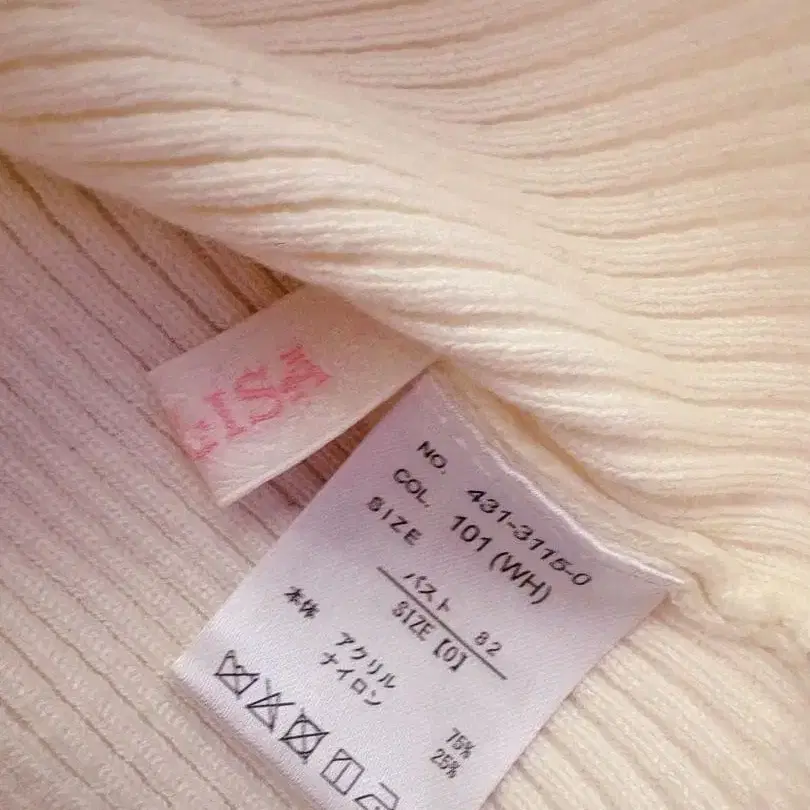 NO. 431-3115-0
COL. 101(WH)
SIZE
バスト 82
SIZE【0】
本体 アクリル 75%
ナイロン 25%